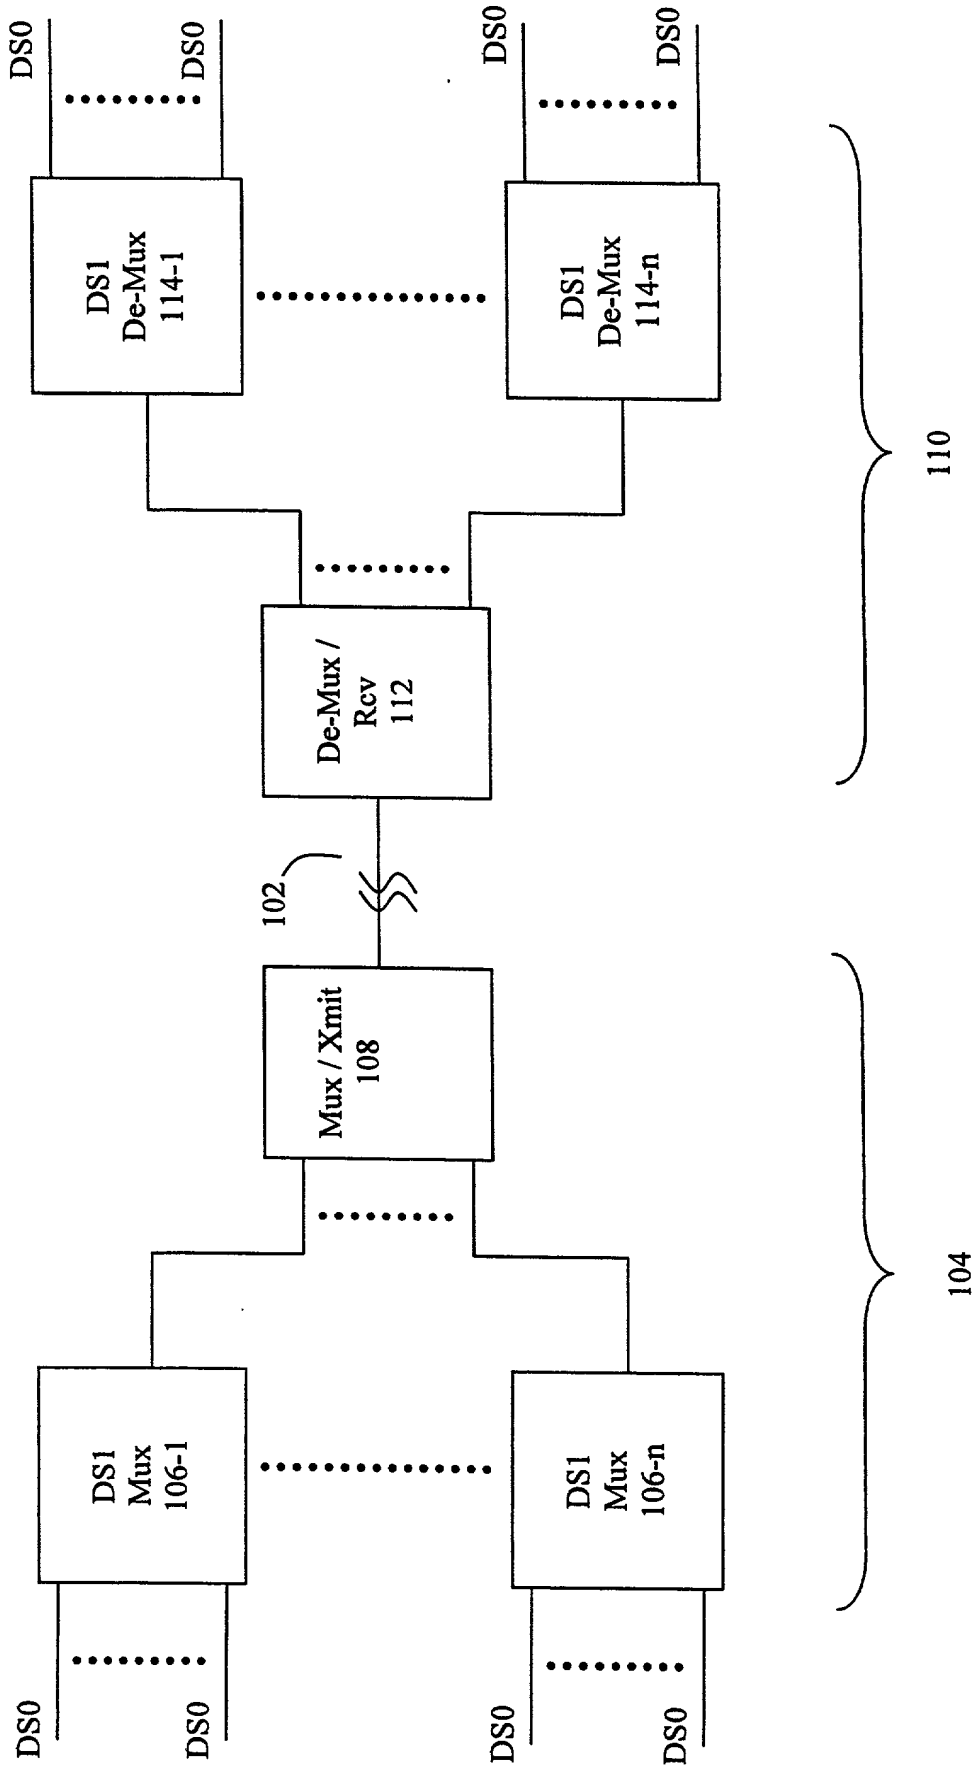 DS0
DS0
DS1
Mux
106-1
DS0
DS0
DS1
Mux
106-n
Mux / Xmit
108
102
De-Mux /
Rcv
112
DS1
De-Mux
114-1
DS0
DS0
DS1
De-Mux
114-n
DS0
DS0
104
110